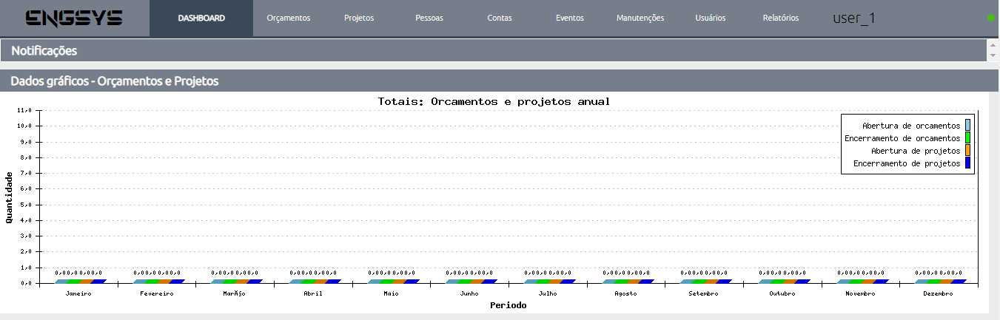 ENGSYS DASHBOARD Orçamentos Projetos Pessoas Contas Eventos Manutenções Usuários Relatórios user_1
Notificações
Dados gráficos - Orçamentos e Projetos
Totais: Orcamentos e projetos anual
11,0
10,0
9,0
8,0
7,0
6,0
5,0
4,0
3,0
2,0
1,0
0,0
Quantidade
Abertura de orcamentos
Encerramento de orcamentos
Abertura de projetos
Encerramento de projetos
0,00,00,00,0 0,00,00,00,0 0,00,00,00,0 0,00,00,00,0 0,00,00,00,0 0,00,00,00,0 0,00,00,00,0 0,00,00,00,0 0,00,00,00,0 0,00,00,00,0 0,00,00,00,0 0,00,00,00,0
Janeiro Fevereiro MarÃ§o Abril Maio Junho Julho Agosto Setembro Outubro Novembro Dezembro
Periodo